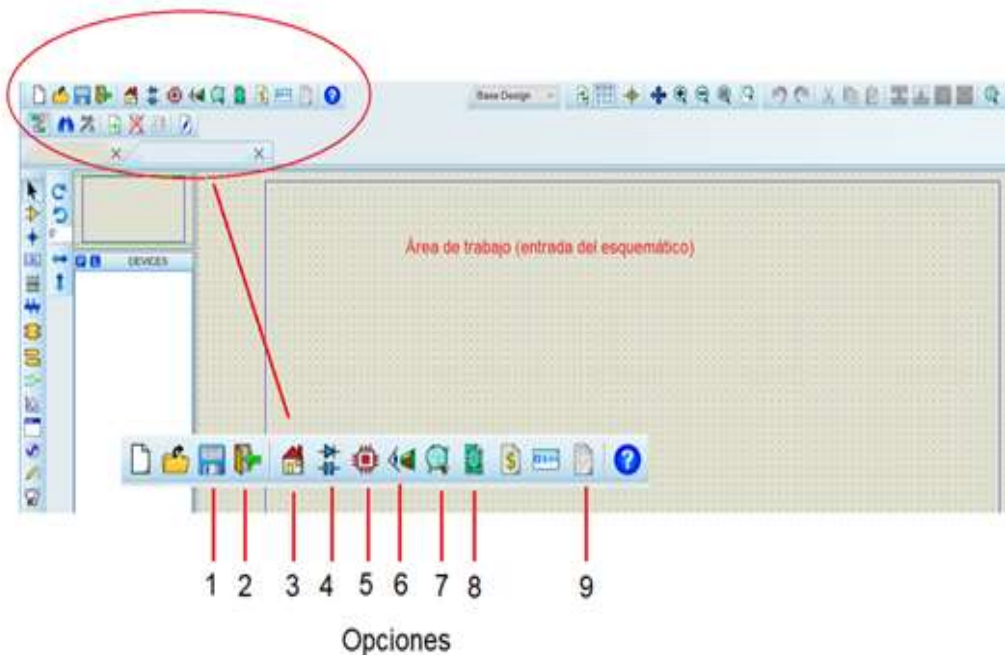 Base Design
DEVICES
Área de trabajo (entrada del esquemático)
1 2 3 4 5 6 7 8 9
Opciones